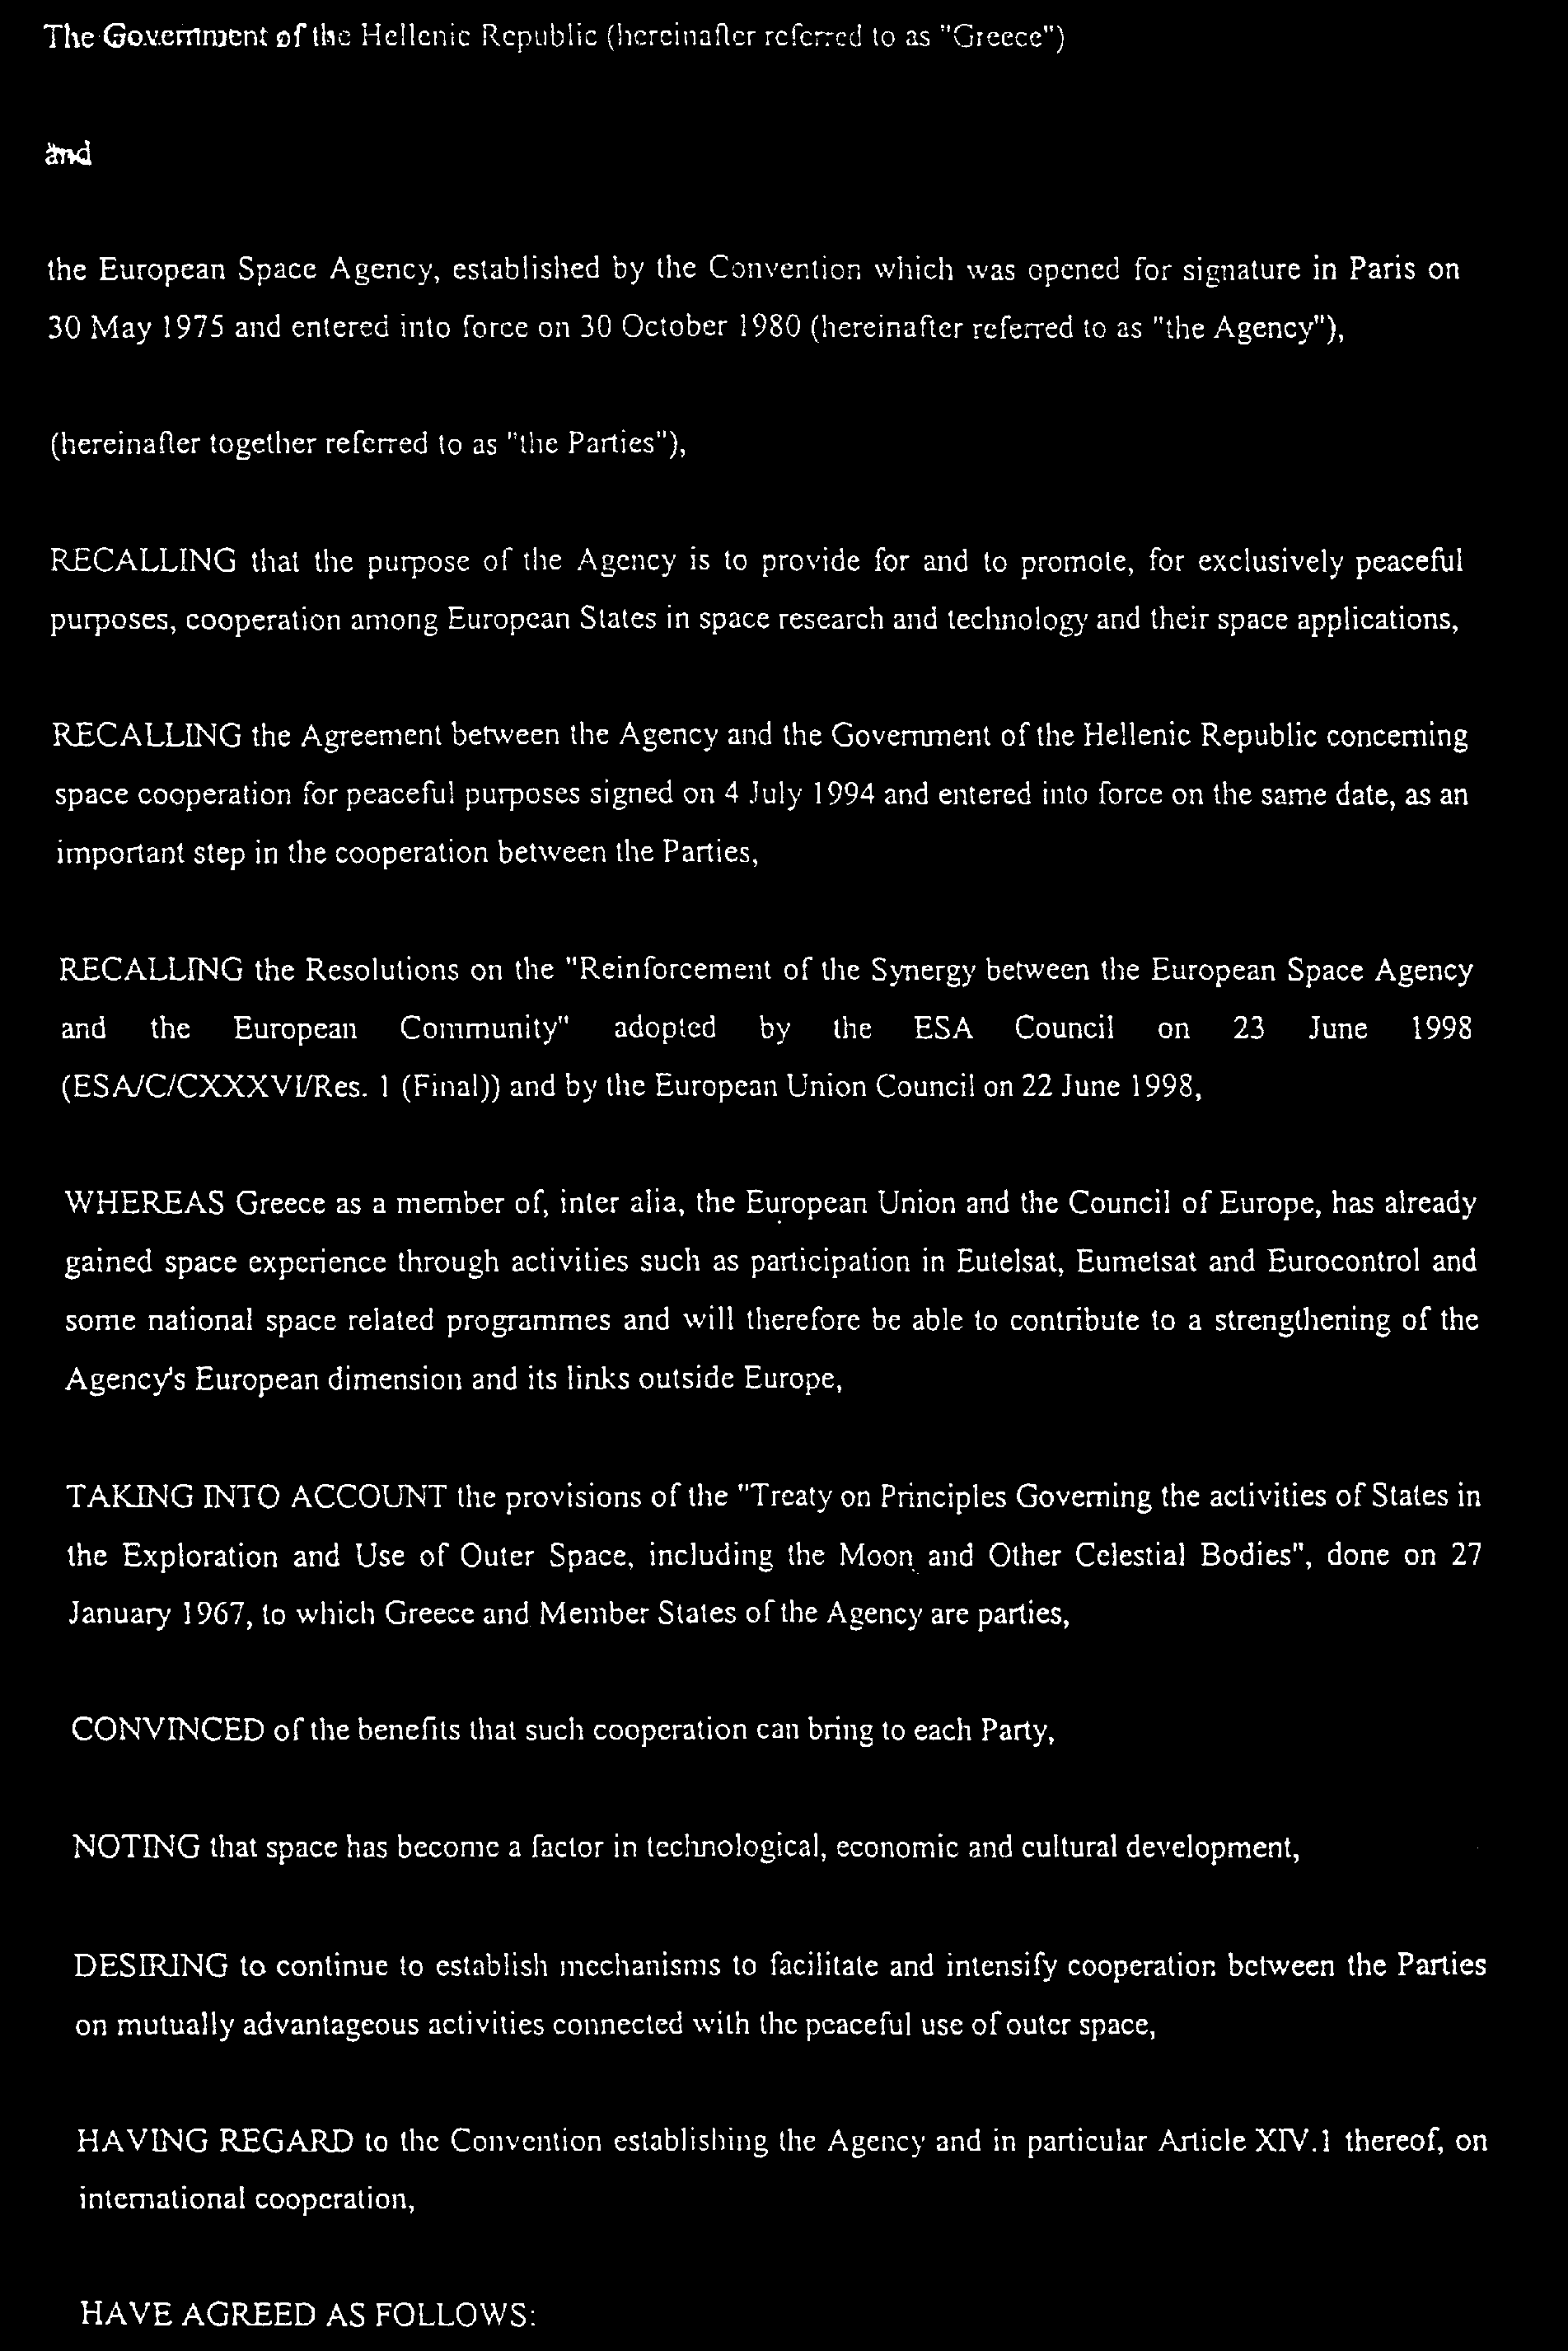 The Government of the Hellenic Republic (hereinafter referred to as "Greece")
and
the European Space Agency, established by the Convention which was opened for signature in Paris on
30 May 1975 and entered into force on 30 October 1980 (hereinafter referred to as "the Agency"),
(hereinafter together referred to as "the Parties"),
RECALLING that the purpose of the Agency is to provide for and to promote, for exclusively peaceful
purposes, cooperation among European States in space research and technology and their space applications,
RECALLING the Agreement between the Agency and the Government of the Hellenic Republic concerning
space cooperation for peaceful purposes signed on 4 July 1994 and entered into force on the same date, as an
important step in the cooperation between the Parties,
RECALLING the Resolutions on the "Reinforcement of the Synergy between the European Space Agency
and the European Community" adopted by the ESA Council on 23 June 1998
(ESA/C/CXXXVI/Res. 1 (Final)) and by the European Union Council on 22 June 1998,
WHEREAS Greece as a member of, inter alia, the European Union and the Council of Europe, has already
gained space experience through activities such as participation in Eutelsat, Eumetsat and Eurocontrol and
some national space related programmes and will therefore be able to contribute to a strengthening of the
Agency's European dimension and its links outside Europe,
TAKING INTO ACCOUNT the provisions of the "Treaty on Principles Governing the activities of States in
the Exploration and Use of Outer Space, including the Moon and Other Celestial Bodies", done on 27
January 1967, to which Greece and Member States of the Agency are parties,
CONVINCED of the benefits that such cooperation can bring to each Party,
NOTING that space has become a factor in technological, economic and cultural development,
DESIRING to continue to establish mechanisms to facilitate and intensify cooperation between the Parties
on mutually advantageous activities connected with the peaceful use of outer space,
HAVING REGARD to the Convention establishing the Agency and in particular Article XIV.1 thereof, on
international cooperation,
HAVE AGREED AS FOLLOWS: